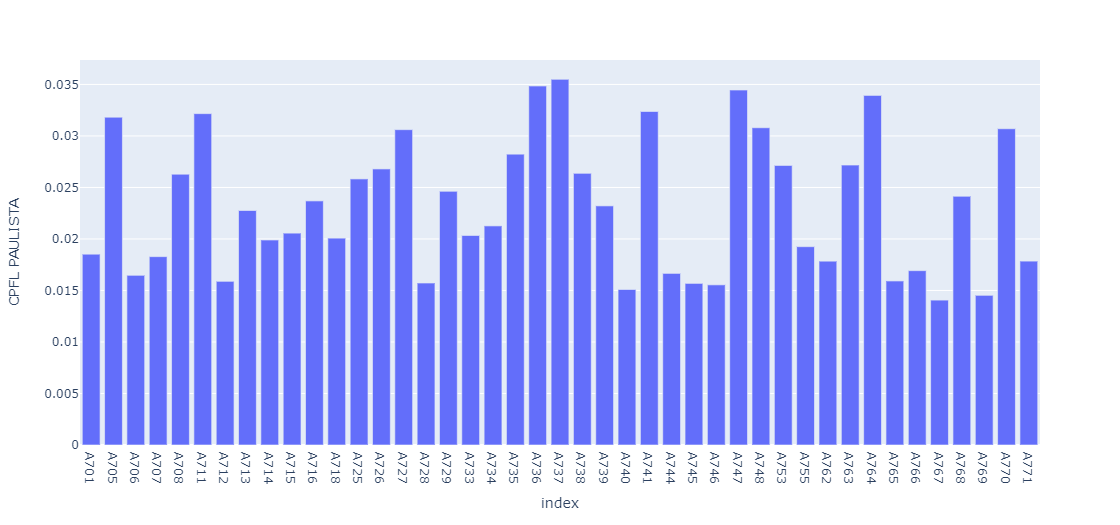 CPFL PAULISTA
0.035
0.03
0.025
0.02
0.015
0.01
0.005
0
A701
A705
A706
A707
A708
A711
A712
A713
A714
A715
A716
A718
A725
A726
A727
A728
A729
A733
A734
A735
A736
A737
A738
A739
A740
A741
A744
A745
A746
A747
A748
A753
A755
A762
A763
A764
A765
A766
A767
A768
A769
A770
A771
index